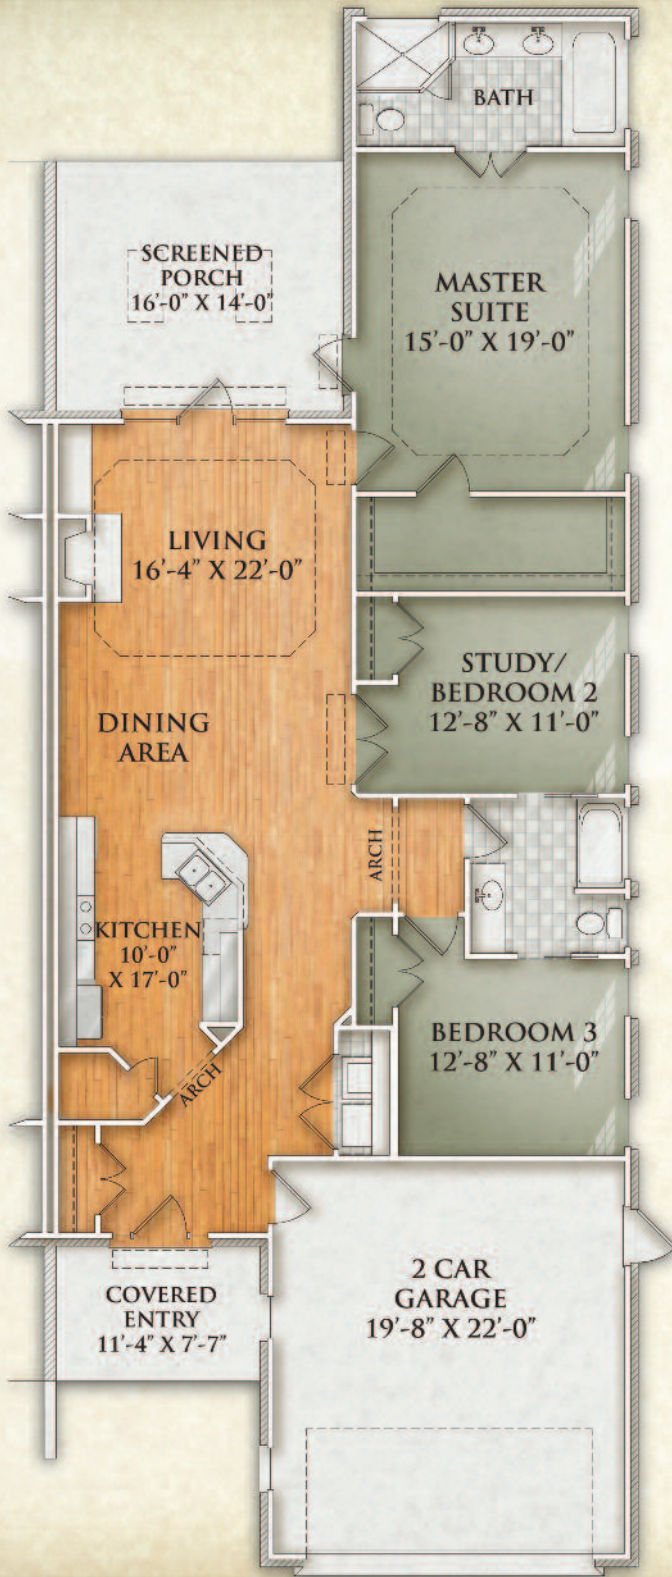 BATH
SCREENED
PORCH
16'-0" X 14'-0"
MASTER
SUITE
15'-0" X 19'-0"
LIVING
16'-4" X 22'-0"
STUDY/
BEDROOM 2
12'-8" X 11'-0"
DINING
AREA
ARCH
KITCHEN
10'-0"
X 17'-0"
BEDROOM 3
12'-8" X 11'-0"
ARCH
COVERED
ENTRY
11'-4" X 7'-7"
2 CAR
GARAGE
19'-8" X 22'-0"